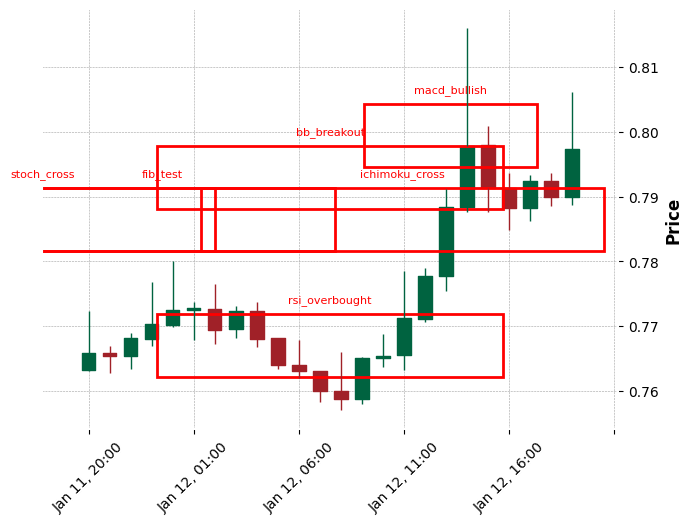 0.81
macd_bullish
0.80
bb_breakout
stoch_cross
fib_test
ichimoku_cross
0.79
Price
0.78
rsi_overbought
0.77
0.76
Jan 11, 20:00
Jan 12, 01:00
Jan 12, 06:00
Jan 12, 11:00
Jan 12, 16:00